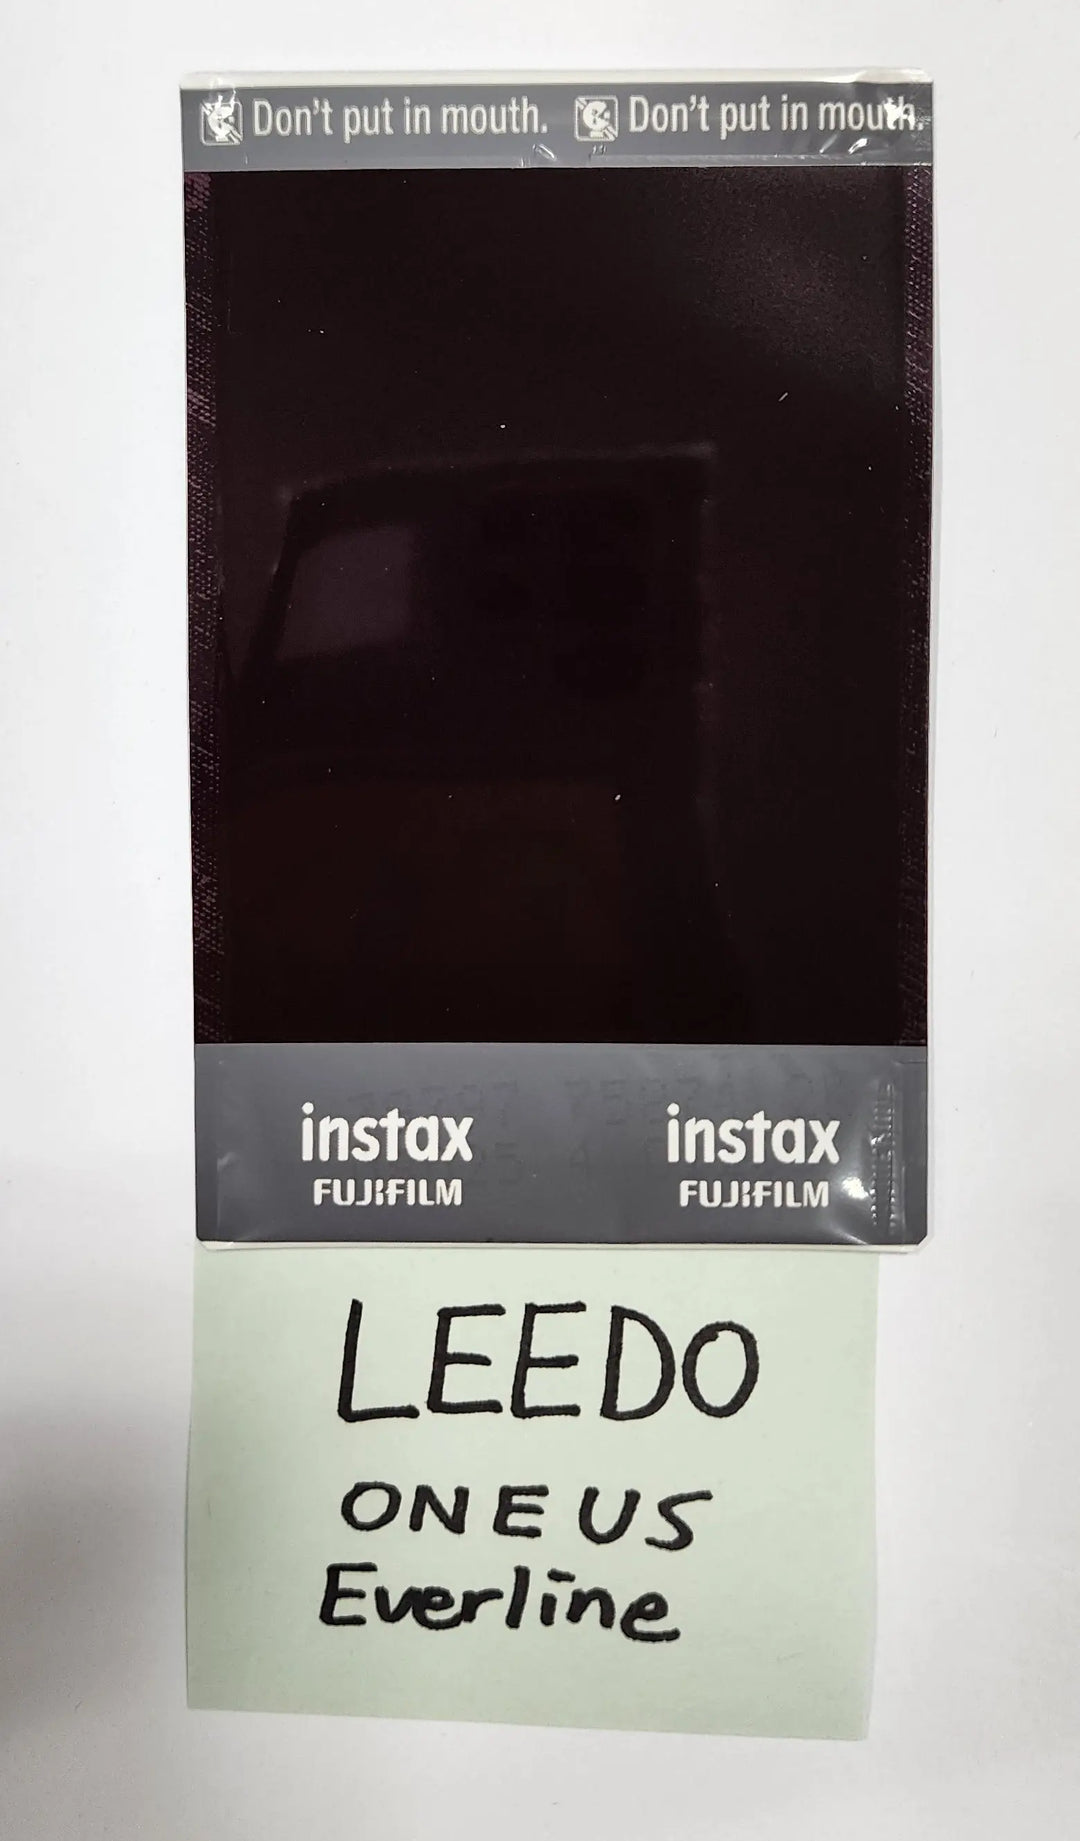 Don't put in mouth. Don't put in mouth.
instax instax
FUJIFILM FUJIFILM
LEEDO
ONEUS
Everline